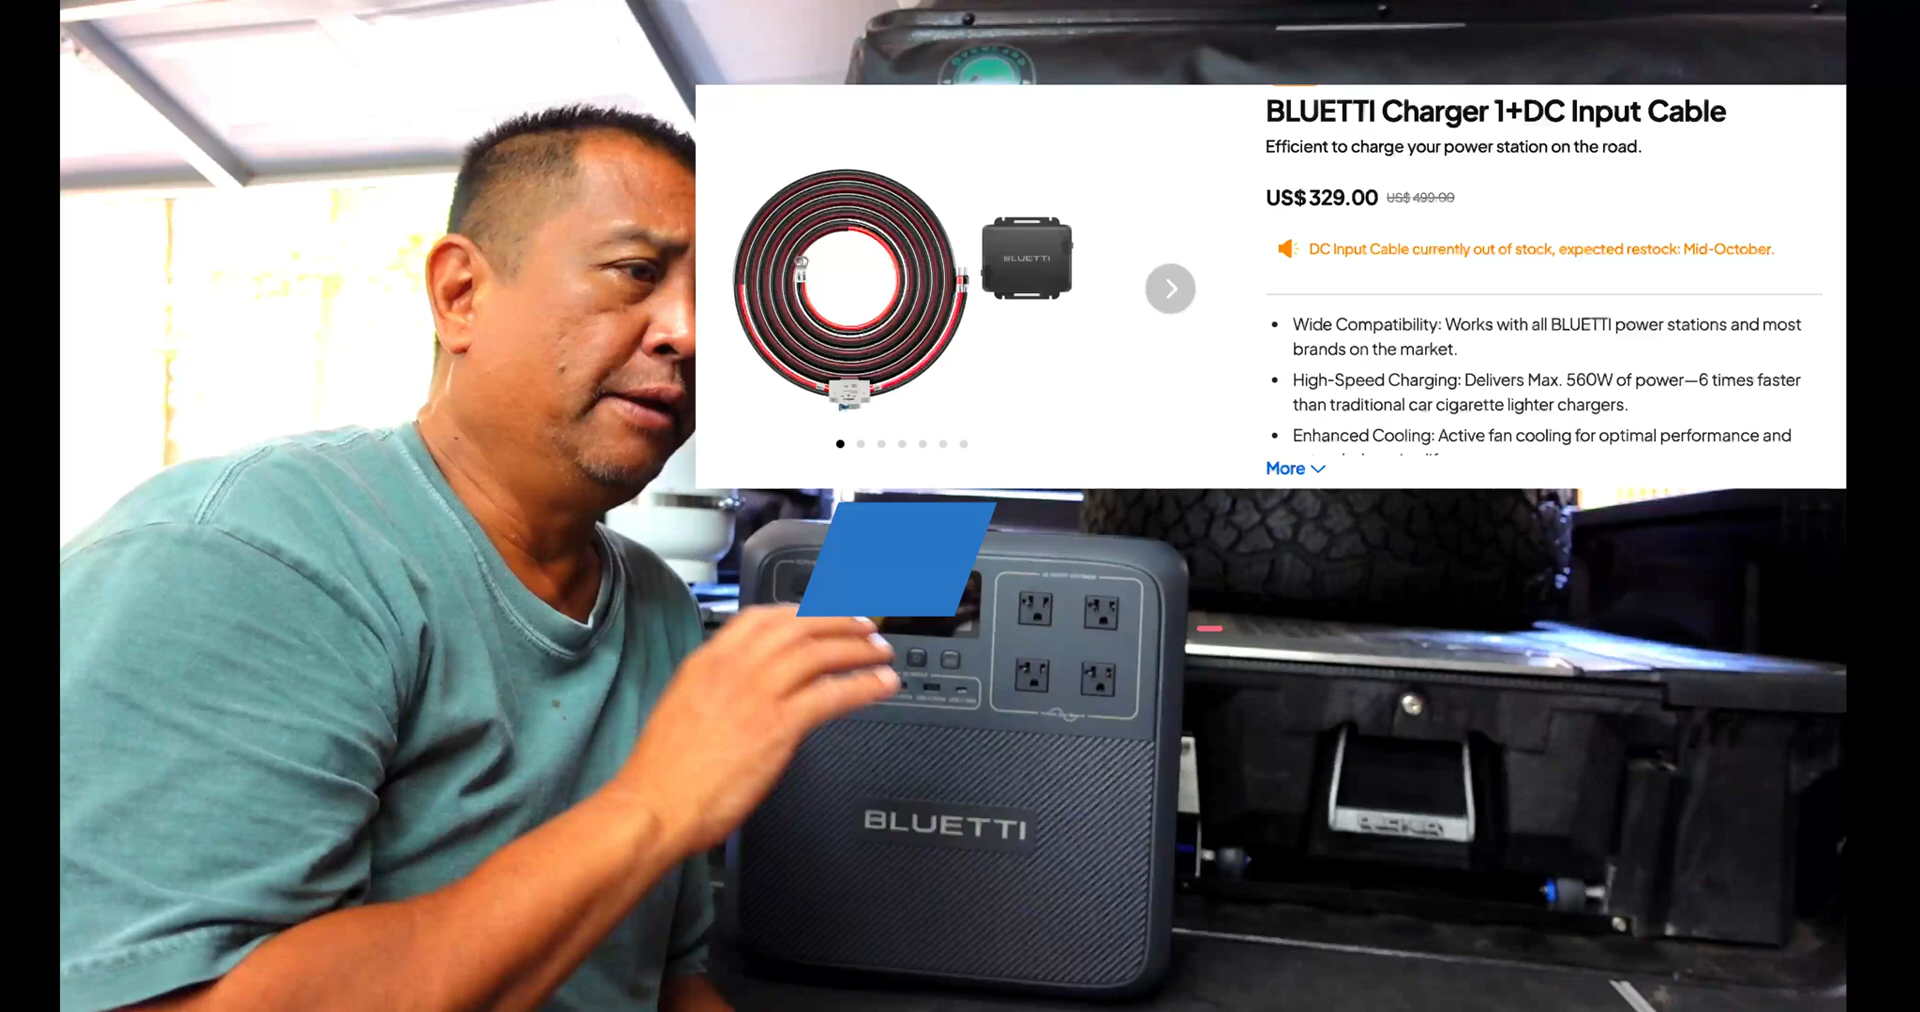 OVERLAND
BLUETTI Charger 1+DC Input Cable
Efficient to charge your power station on the road.
US$329.00 US$ 499.00
DC Input Cable currently out of stock, expected restock: Mid-October.
BLUETTI
• Wide Compatibility: Works with all BLUETTI power stations and most
brands on the market.
• High-Speed Charging: Delivers Max. 560W of power—6 times faster
than traditional car cigarette lighter chargers.
• Enhanced Cooling: Active fan cooling for optimal performance and
More
BLUETTI
DECKED